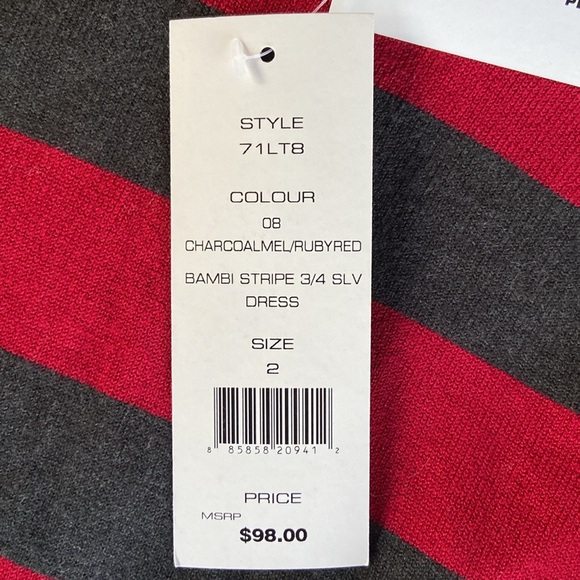 STYLE
71LT8
COLOUR
08
CHARCOALMEL/RUBYRED
BAMBI STRIPE 3/4 SLV
DRESS
SIZE
2
8 85858 20941 2
PRICE
MSRP
$98.00